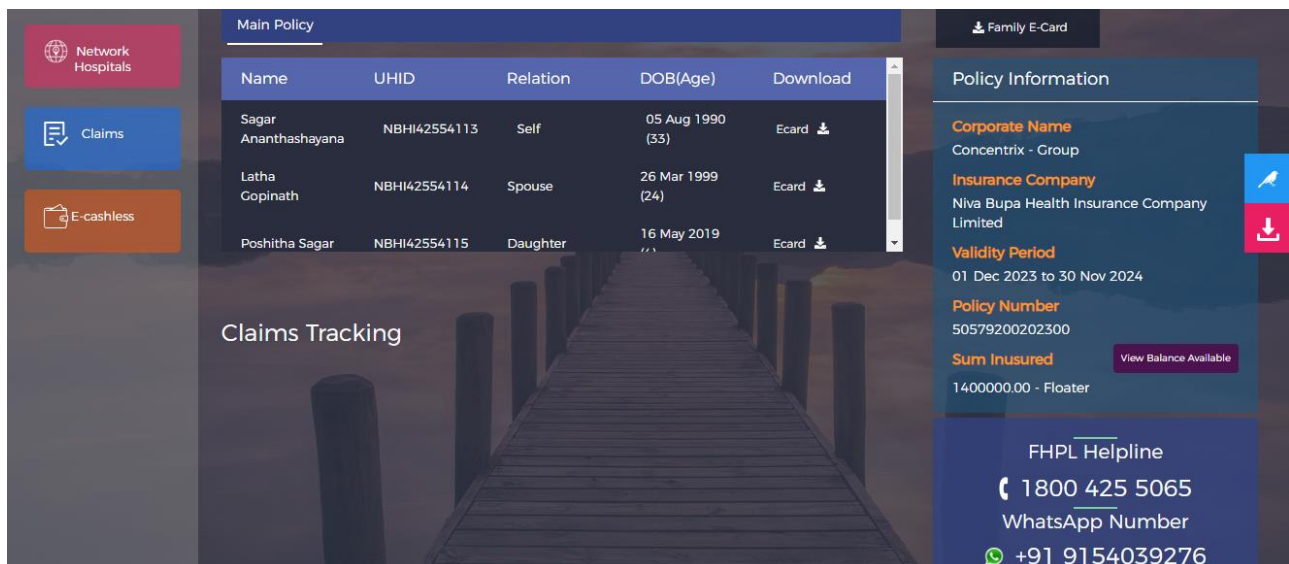 Network
Hospitals
Claims
E-cashless
Main Policy
Name UHID Relation DOB(Age) Download
Sagar
Ananthashayana NBHI42554113 Self 05 Aug 1990
(33) Ecard
Latha
Gopinath NBHI42554114 Spouse 26 Mar 1999
(24) Ecard
Poshitha Sagar NBHI42554115 Daughter 16 May 2019
Ecard
Claims Tracking
Family E-Card
Policy Information
Corporate Name
Concentrix - Group
Insurance Company
Niva Bupa Health Insurance Company
Limited
Validity Period
01 Dec 2023 to 30 Nov 2024
Policy Number
50579200202300
Sum Inusured View Balance Available
1400000.00 - Floater
FHPL Helpline
1800 425 5065
WhatsApp Number
+91 9154039276